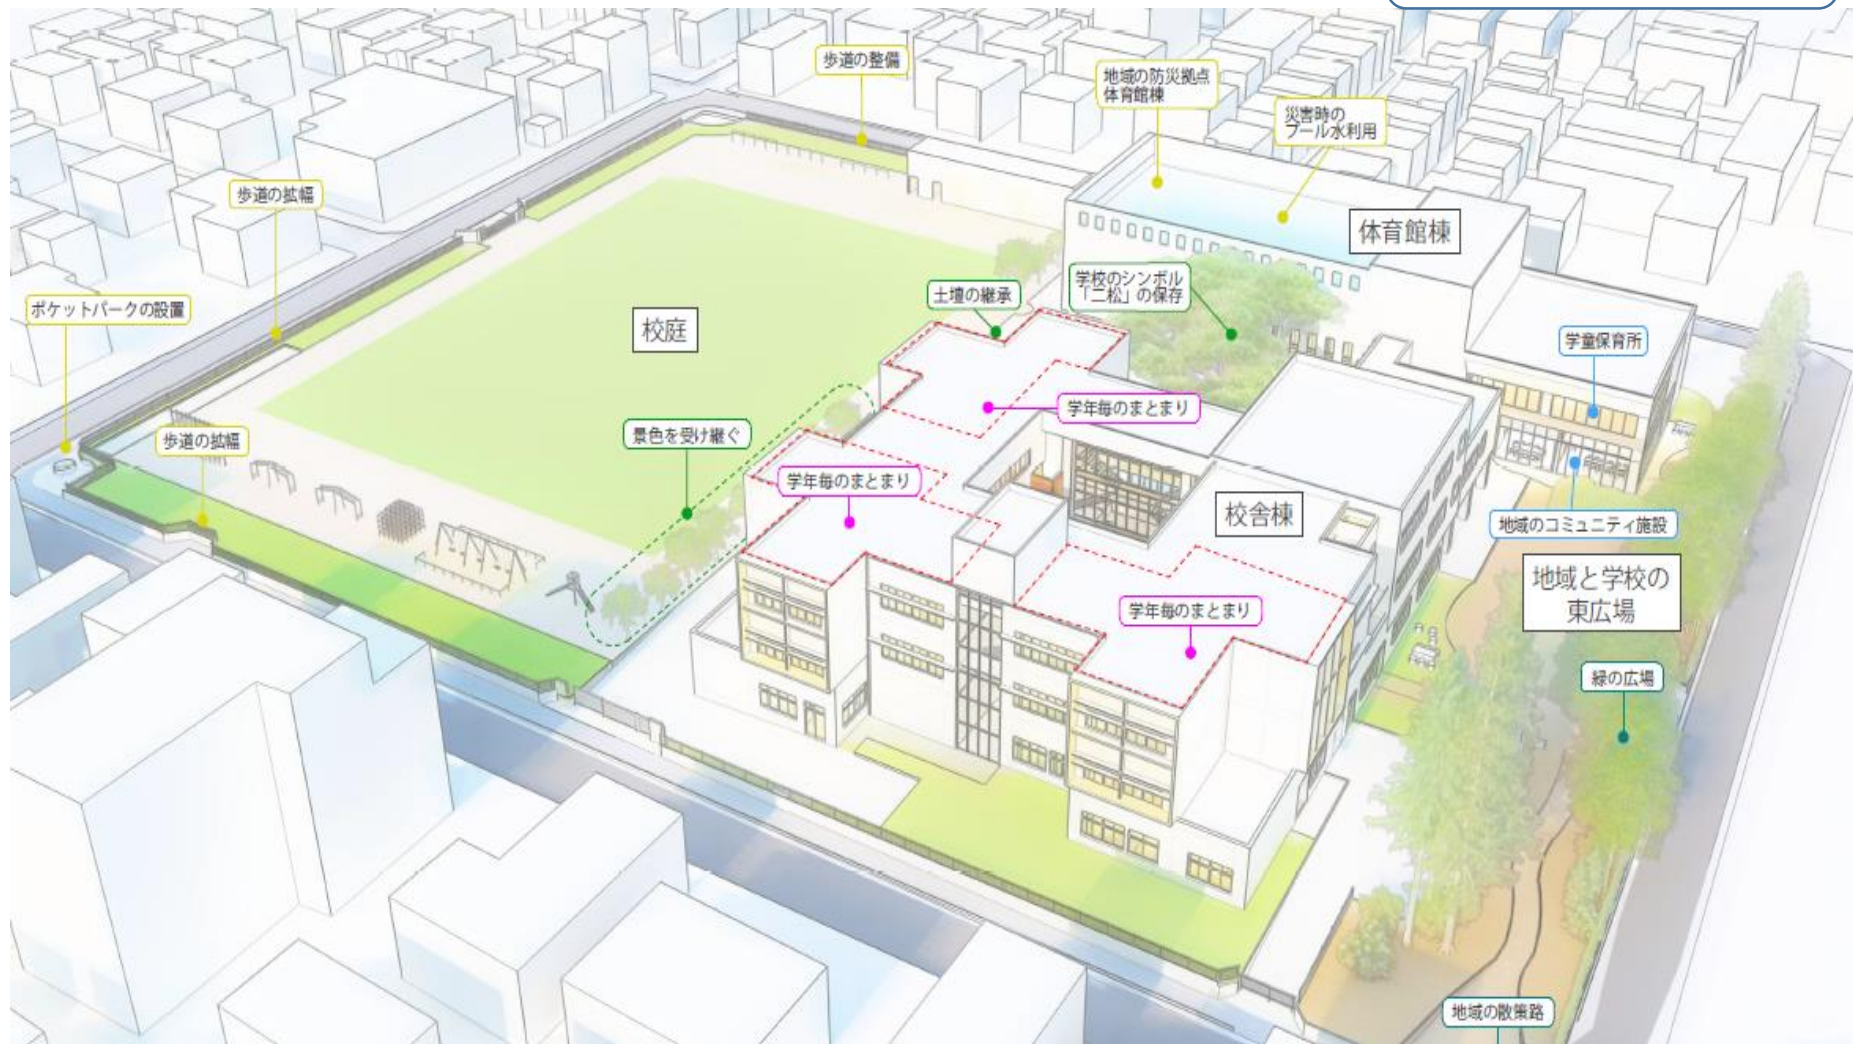 歩道の整備
地域の防災拠点
体育館棟
災害時の
プール水利用
歩道の拡幅
体育館棟
ポケットパークの設置
土壇の継承
学校のシンボル
「二松」の保存
校庭
学童保育所
学年毎のまとまり
歩道の拡幅
景色を受け継ぐ
学年毎のまとまり
校舎棟
地域のコミュニティ施設
地域と学校の
東広場
学年毎のまとまり
緑の広場
地域の散策路